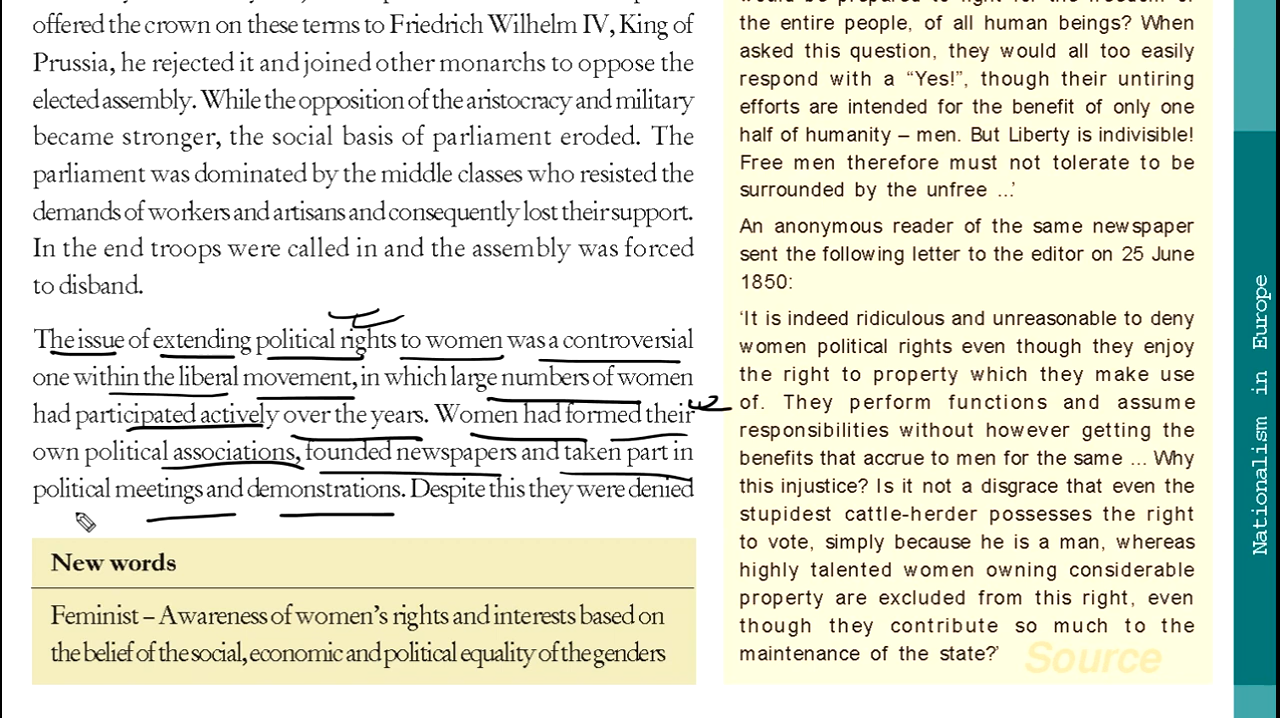 offered the crown on these terms to Friedrich Wilhelm IV, King of
Prussia, he rejected it and joined other monarchs to oppose the
elected assembly. While the opposition of the aristocracy and military
became stronger, the social basis of parliament eroded. The
parliament was dominated by the middle classes who resisted the
demands of workers and artisans and consequently lost their support.
In the end troops were called in and the assembly was forced
to disband.
The issue of extending political rights to women was a controversial
one within the liberal movement, in which large numbers of women
had participated actively over the years. Women had formed their
own political associations, founded newspapers and taken part in
political meetings and demonstrations. Despite this they were denied
New words
Feminist – Awareness of women's rights and interests based on
the belief of the social, economic and political equality of the genders
the entire people, of all human beings? When
asked this question, they would all too easily
respond with a “Yes!”, though their untiring
efforts are intended for the benefit of only one
half of humanity – men. But Liberty is indivisible!
Free men therefore must not tolerate to be
surrounded by the unfree ...’
An anonymous reader of the same newspaper
sent the following letter to the editor on 25 June
1850:
‘It is indeed ridiculous and unreasonable to deny
women political rights even though they enjoy
the right to property which they make use
of. They perform functions and assume
responsibilities without however getting the
benefits that accrue to men for the same ... Why
this injustice? Is it not a disgrace that even the
stupidest cattle-herder possesses the right
to vote, simply because he is a man, whereas
highly talented women owning considerable
property are excluded from this right, even
though they contribute so much to the
maintenance of the state?’
Source
Nationalism in Europe